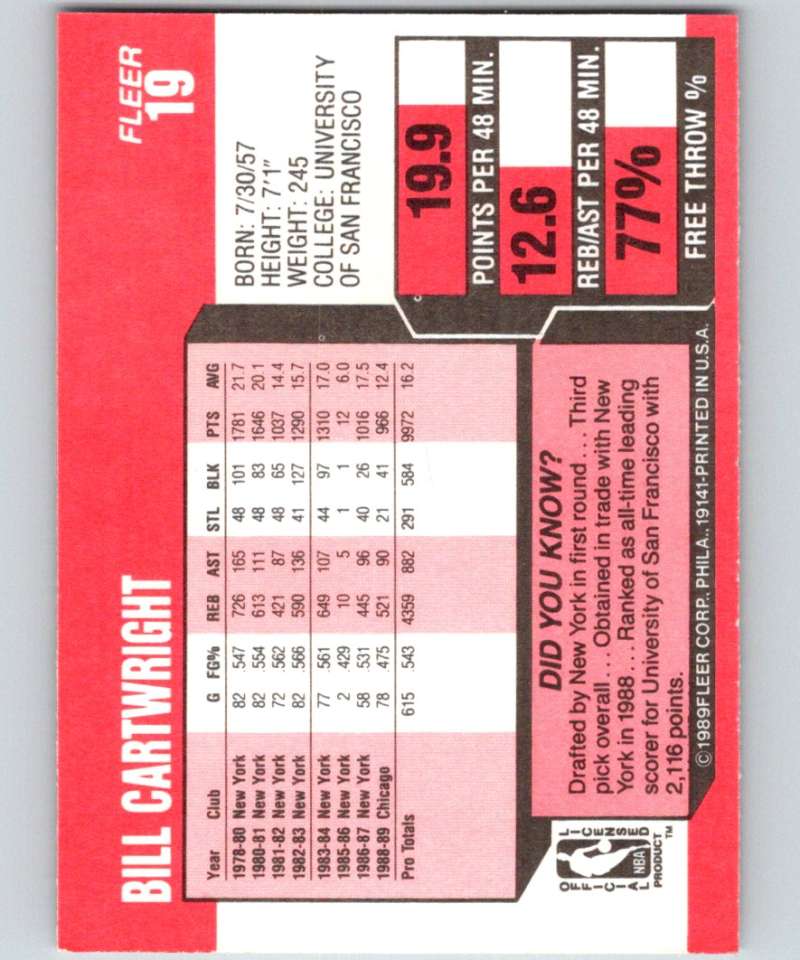 BILL CARTWRIGHT
FLEER
19
Year Club G FG% REB AST STL BLK PTS AVG
1978-80 New York 82 .547 726 165 48 101 1781 21.7
1980-81 New York 82 .554 613 111 48 83 1646 20.1
1981-82 New York 72 .562 421 87 48 65 1037 14.4
1982-83 New York 82 .566 590 136 41 127 1290 15.7
1983-84 New York 77 .561 649 107 44 97 1310 17.0
1985-86 New York 2 .429 10 5 1 1 12 6.0
1986-87 New York 58 .531 445 96 40 26 1016 17.5
1988-89 Chicago 78 .475 521 90 21 41 966 12.4
Pro Totals 615 .543 4359 882 291 584 9972 16.2
BORN: 7/30/57
HEIGHT: 7'1"
WEIGHT: 245
COLLEGE: UNIVERSITY
OF SAN FRANCISCO
19.9
POINTS PER 48 MIN.
12.6
REB/AST PER 48 MIN.
77%
FREE THROW %
DID YOU KNOW?
Drafted by New York in first round . . . Third
pick overall . . . Obtained in trade with New
York in 1988 . . . Ranked as all-time leading
scorer for University of San Francisco with
2,116 points.
OFFICIAL
LICENSED
NBA
PRODUCT™
©1989FLEER CORP., PHILA., 19141-PRINTED IN U.S.A.